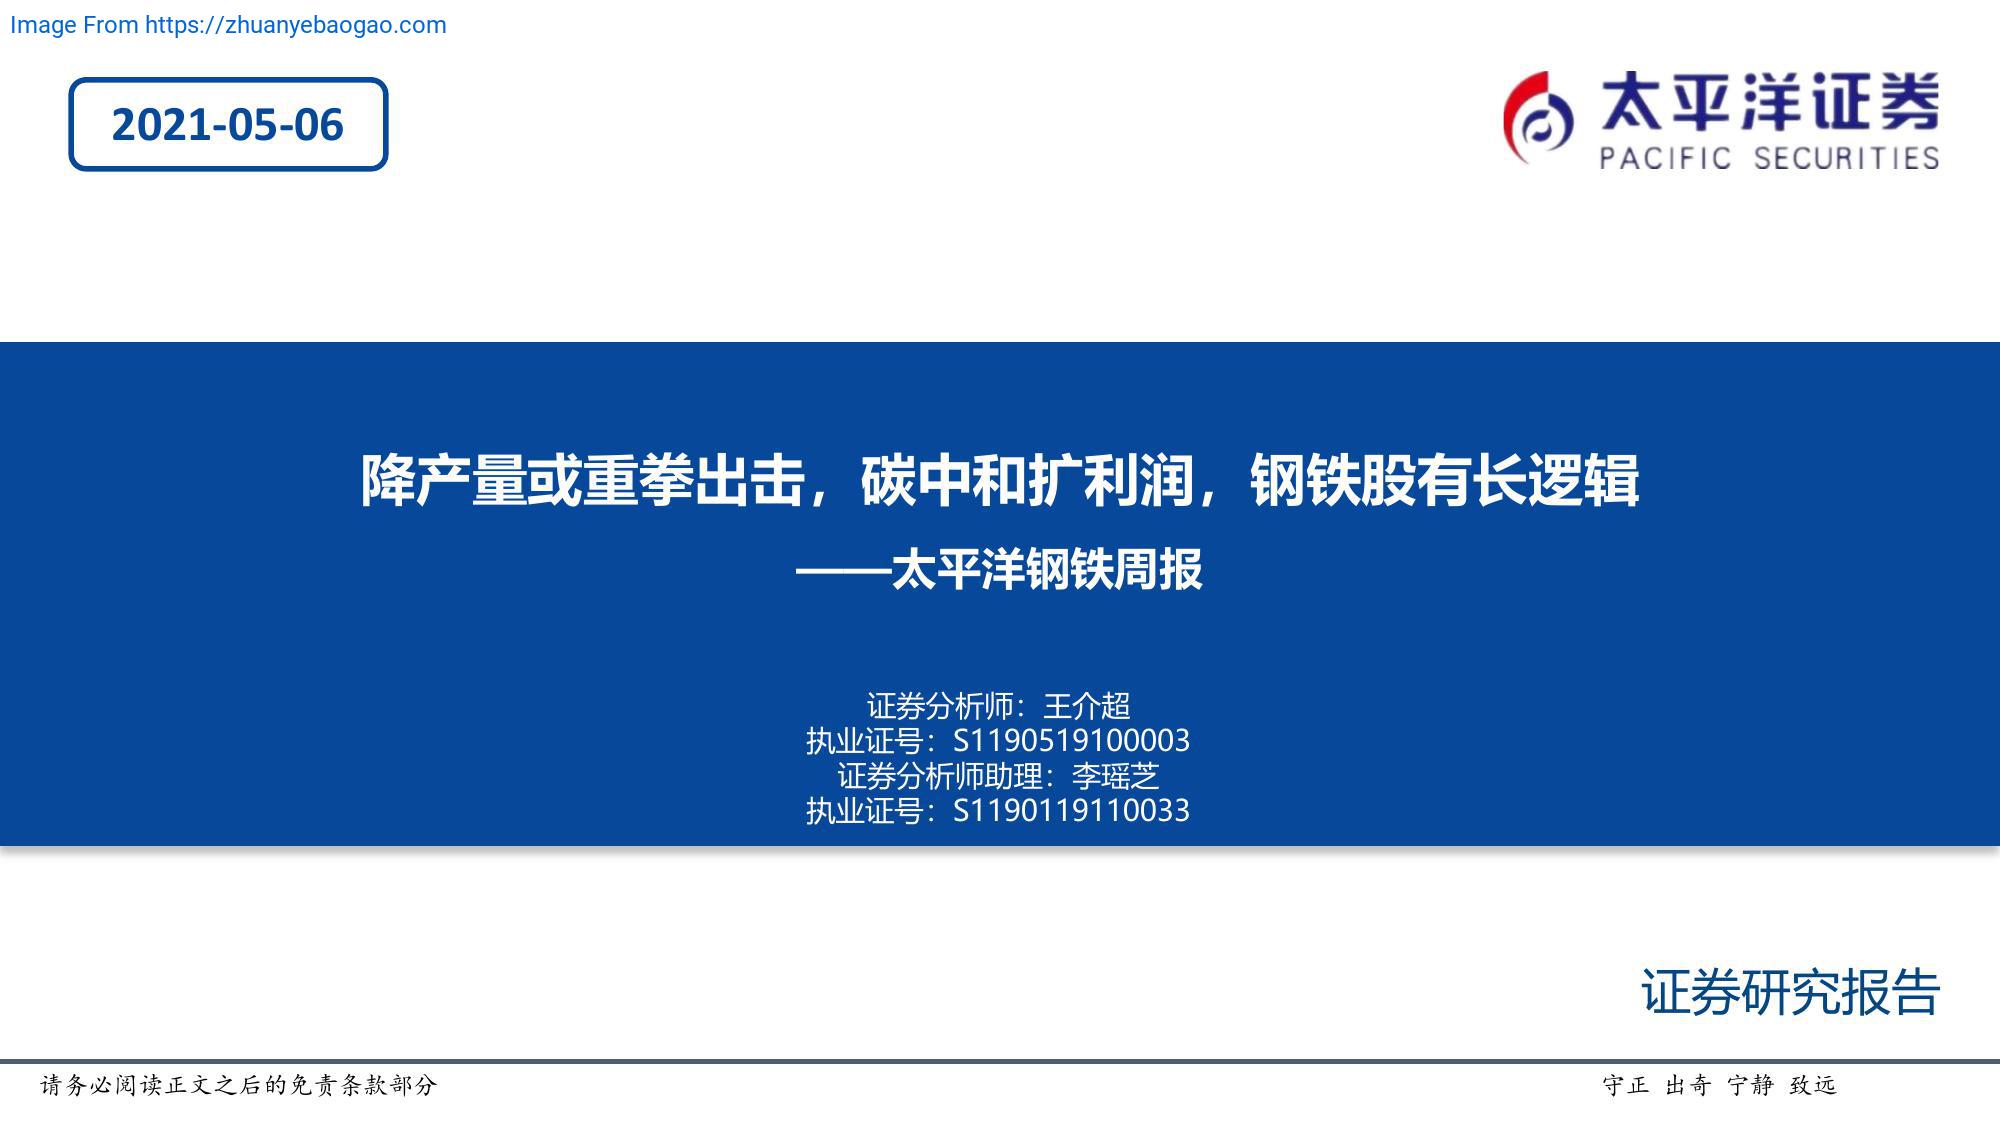 Image From https://zhuanyebaogao.com
2021-05-06
太平洋证券
PACIFIC SECURITIES
降产量或重拳出击，碳中和扩利润，钢铁股有长逻辑
——太平洋钢铁周报
证券分析师：王介超
执业证号：S1190519100003
证券分析师助理：李瑶芝
执业证号：S1190119110033
证券研究报告
请务必阅读正文之后的免责条款部分
守正 出奇 宁静 致远